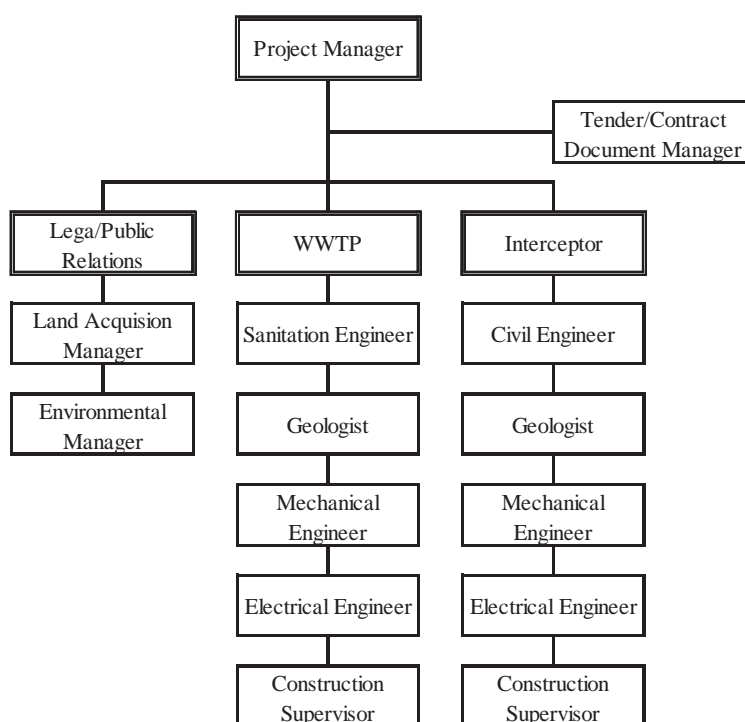 Project Manager
Tender/Contract
Document Manager
Lega/Public
Relations
WWTP
Interceptor
Land Acquision
Manager
Sanitation Engineer
Civil Engineer
Environmental
Manager
Geologist
Geologist
Mechanical
Engineer
Mechanical
Engineer
Electrical Engineer
Electrical Engineer
Construction
Supervisor
Construction
Supervisor